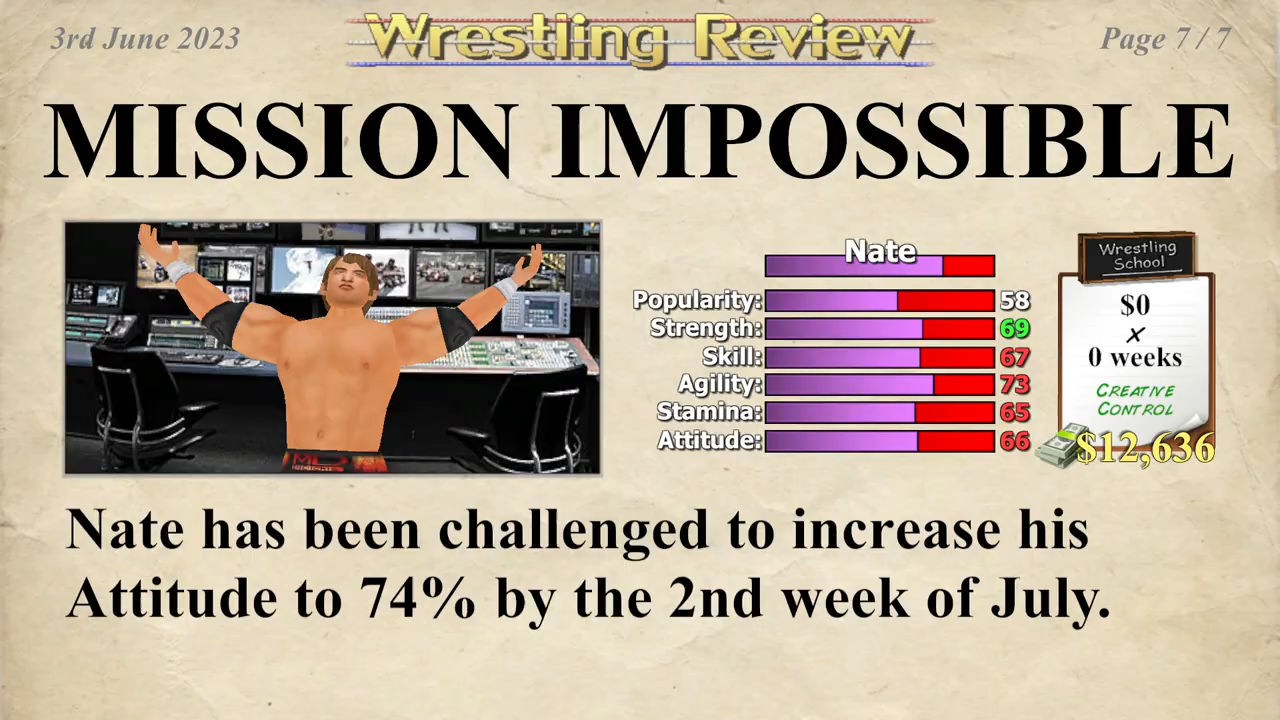 3rd June 2023
Wrestling Review
Page 7 / 7
MISSION IMPOSSIBLE
Nate
Popularity: 58
Strength: 69
Skill: 67
Agility: 73
Stamina: 65
Attitude: 66
Wrestling
School
$0
x
0 weeks
CREATIVE
CONTROL
$12,636
Nate has been challenged to increase his
Attitude to 74% by the 2nd week of July.